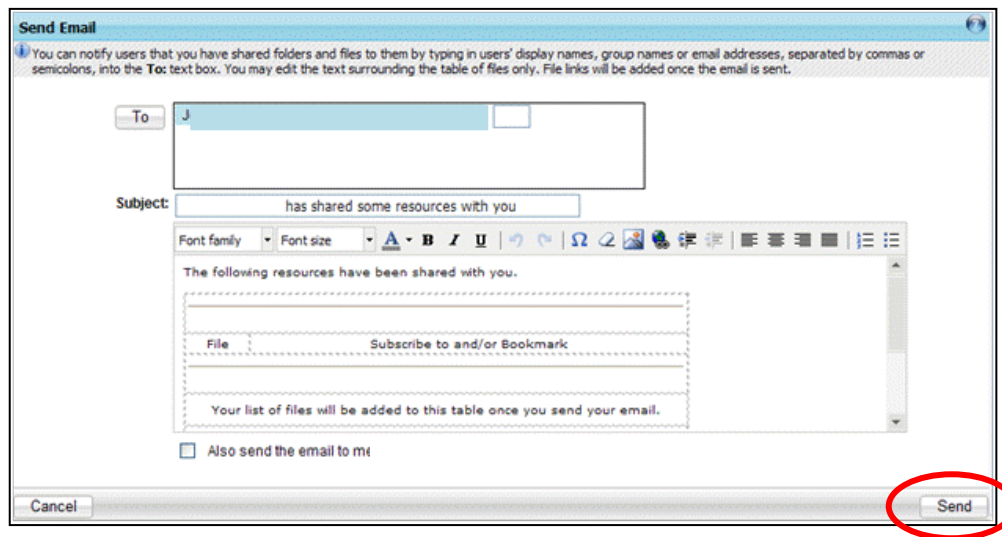 Send Email
You can notify users that you have shared folders and files to them by typing in users' display names, group names or email addresses, separated by commas or
semicolons, into the To: text box. You may edit the text surrounding the table of files only. File links will be added once the email is sent.
To J
Subject: has shared some resources with you
Font family Font size A B I U Ω
The following resources have been shared with you.
File Subscribe to and/or Bookmark
Your list of files will be added to this table once you send your email.
Also send the email to me
Cancel Send